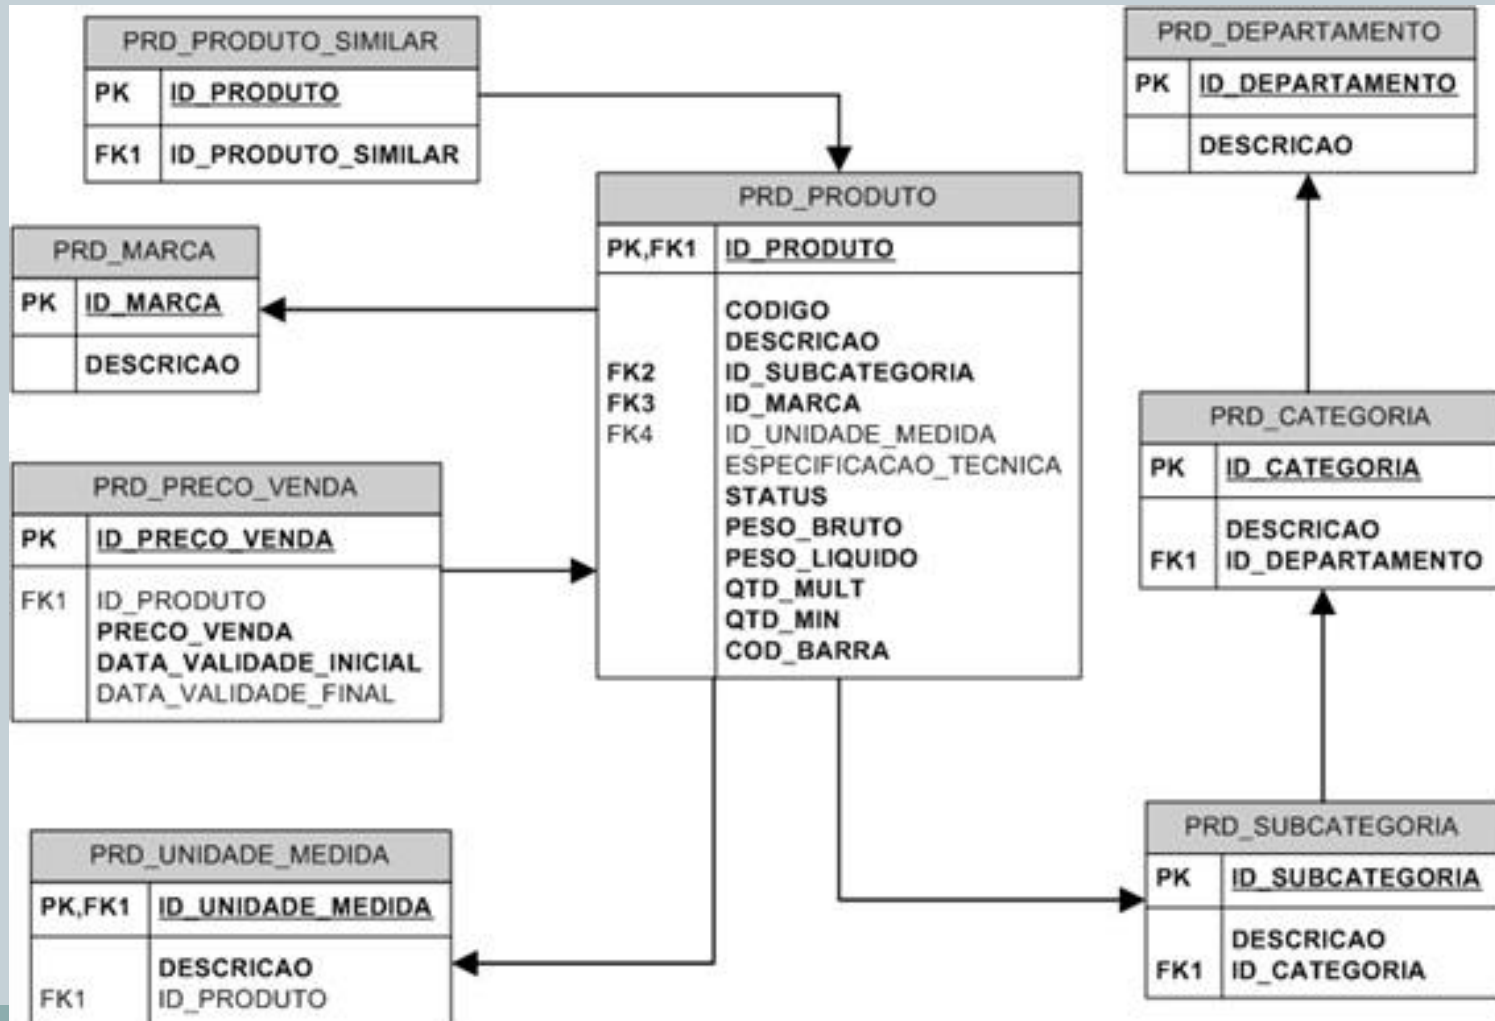 PRD_PRODUTO_SIMILAR
PK ID_PRODUTO
FK1 ID_PRODUTO_SIMILAR
PRD_MARCA
PK ID_MARCA
DESCRICAO
PRD_PRECO_VENDA
PK ID_PRECO_VENDA
FK1 ID_PRODUTO
PRECO_VENDA
DATA_VALIDADE_INICIAL
DATA_VALIDADE_FINAL
PRD_UNIDADE_MEDIDA
PK,FK1 ID_UNIDADE_MEDIDA
DESCRICAO
FK1 ID_PRODUTO
PRD_PRODUTO
PK,FK1 ID_PRODUTO
CODIGO
DESCRICAO
FK2 ID_SUBCATEGORIA
FK3 ID_MARCA
FK4 ID_UNIDADE_MEDIDA
ESPECIFICACAO_TECNICA
STATUS
PESO_BRUTO
PESO_LIQUIDO
QTD_MULT
QTD_MIN
COD_BARRA
PRD_DEPARTAMENTO
PK ID_DEPARTAMENTO
DESCRICAO
PRD_CATEGORIA
PK ID_CATEGORIA
DESCRICAO
FK1 ID_DEPARTAMENTO
PRD_SUBCATEGORIA
PK ID_SUBCATEGORIA
DESCRICAO
FK1 ID_CATEGORIA